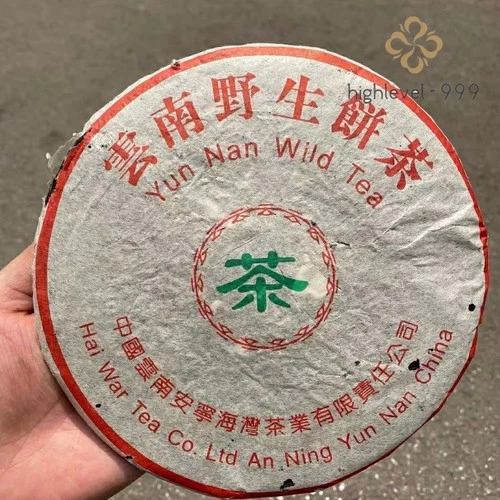 highlevel·999
雲南野生餅茶
Yun Nan Wild Tea
茶
中國雲南安寧海灣茶業有限責任公司
Hai War Tea Co. Ltd An Ning Yun Nan China